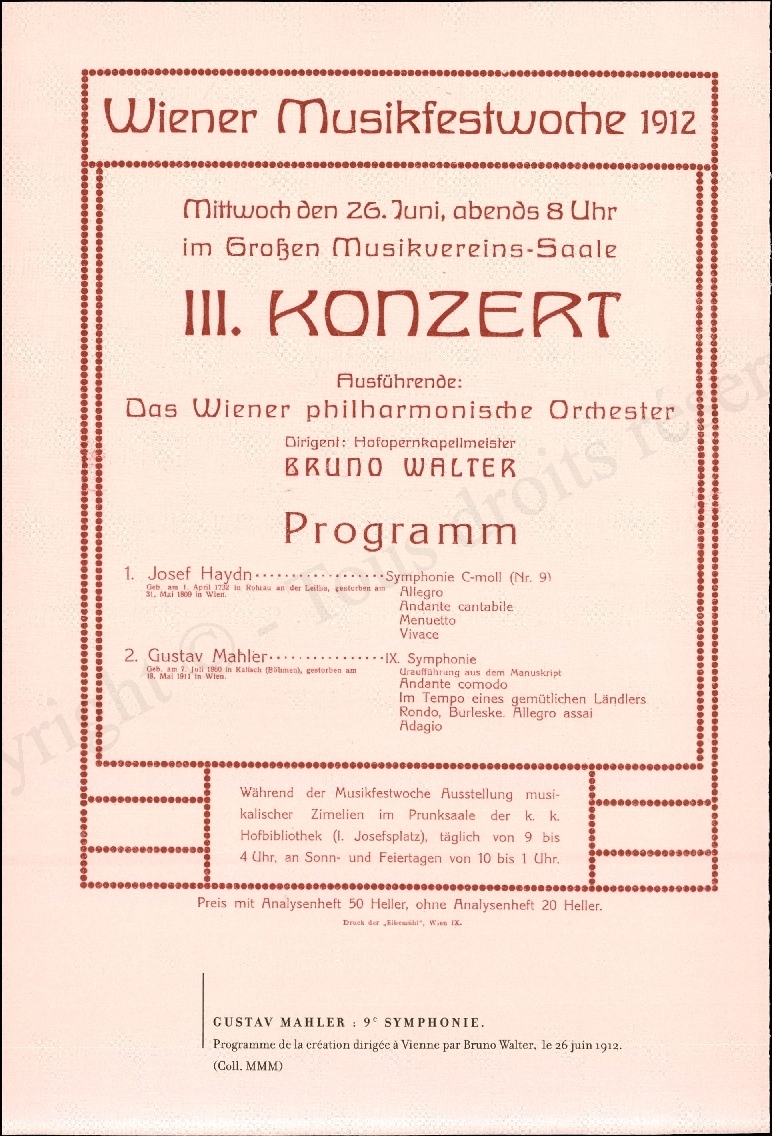 Wiener Musikfestwoche 1912
Mittwoch den 26. Juni, abends 8 Uhr
im Großen Musikvereins-Saale
III. KONZERT
Ausführende:
Das Wiener philharmonische Orchester
Dirigent: Hofopernkapellmeister
BRUNO WALTER
Programm
1. Josef Haydn··················Symphonie C-moll (Nr. 9)
Geb. am 1. April 1732 in Rohrau an der Leitha, gestorben am
31. Mai 1809 in Wien.
Allegro
Andante cantabile
Menuetto
Vivace
2. Gustav Mahler················IX. Symphonie
Geb. am 7. Juli 1860 in Kalisch (Böhmen), gestorben am
18. Mai 1911 in Wien.
Uraufführung aus dem Manuskript
Andante comodo
Im Tempo eines gemütlichen Ländlers
Rondo, Burleske. Allegro assai
Adagio
Während der Musikfestwoche Ausstellung musi-
kalischer Zimelien im Prunksaale der k. k.
Hofbibliothek (I. Josefsplatz), täglich von 9 bis
4 Uhr, an Sonn- und Feiertagen von 10 bis 1 Uhr.
Preis mit Analysenheft 50 Heller, ohne Analysenheft 20 Heller.
Druck der „Elbemühl", Wien IX.
GUSTAV MAHLER : 9e SYMPHONIE.
Programme de la création dirigée à Vienne par Bruno Walter, le 26 juin 1912.
(Coll. MMM)
yright © - Tous droits réser